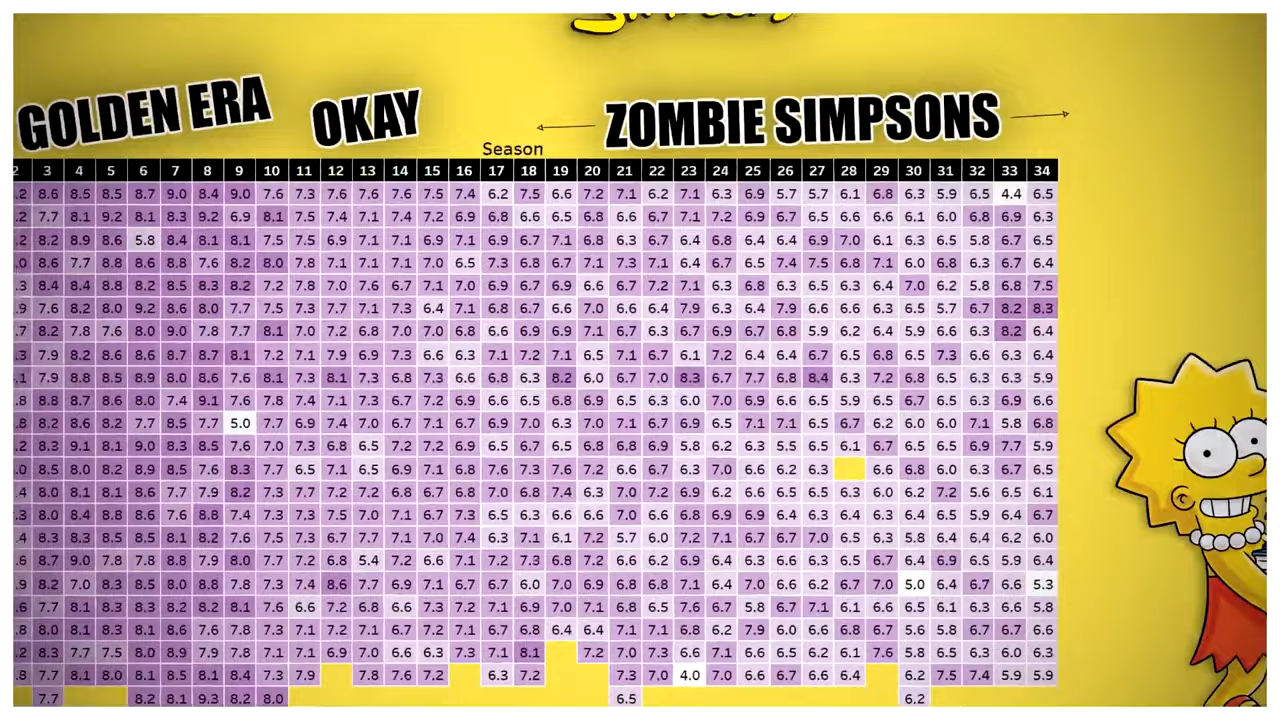 GOLDEN ERA OKAY ZOMBIE SIMPSONS
Season
2 3 4 5 6 7 8 9 10 11 12 13 14 15 16 17 18 19 20 21 22 23 24 25 26 27 28 29 30 31 32 33 34
.2 8.6 8.5 8.5 8.7 9.0 8.4 9.0 7.6 7.3 7.6 7.6 7.6 7.5 7.4 6.2 7.5 6.6 7.2 7.1 6.2 7.1 6.3 6.9 5.7 5.7 6.1 6.8 6.3 5.9 6.5 4.4 6.5
.2 7.7 8.1 9.2 8.1 8.3 9.2 6.9 8.1 7.5 7.4 7.1 7.4 7.2 6.9 6.8 6.6 6.5 6.8 6.6 6.7 7.1 7.2 6.9 6.7 6.5 6.6 6.6 6.1 6.0 6.8 6.9 6.3
.2 8.2 8.9 8.6 5.8 8.4 8.1 8.1 7.5 7.5 6.9 7.1 7.1 6.9 7.1 6.9 6.7 7.1 6.8 6.3 6.7 6.4 6.8 6.4 6.4 6.9 7.0 6.1 6.3 6.5 5.8 6.7 6.5
.0 8.6 7.7 8.8 8.6 8.8 7.6 8.2 8.0 7.8 7.1 7.1 7.1 7.0 6.5 7.3 6.8 6.7 7.1 7.3 7.1 6.4 6.7 6.5 7.4 7.5 6.8 7.1 6.0 6.8 6.3 6.7 6.4
.3 8.4 8.4 8.8 8.2 8.5 8.3 8.2 7.2 7.8 7.0 7.6 6.7 7.1 7.0 6.9 6.7 6.9 6.6 6.7 7.2 7.1 6.3 6.8 6.3 6.5 6.3 6.4 7.0 6.2 5.8 6.8 7.5
.9 7.6 8.2 8.0 9.2 8.6 8.0 7.7 7.5 7.3 7.7 7.1 7.3 6.4 7.1 6.8 6.7 6.6 7.0 6.6 6.4 7.9 6.6 6.4 7.9 6.6 6.6 6.3 6.5 5.7 6.7 8.2 8.3
.7 8.2 7.8 7.6 8.0 9.0 7.8 7.7 8.1 7.0 7.2 6.8 7.0 7.0 6.8 6.6 6.9 6.9 7.1 6.7 6.3 6.7 6.9 6.7 6.8 5.9 6.2 6.4 5.9 6.6 6.3 8.2 6.4
.3 7.9 8.2 8.6 8.6 8.7 8.7 8.1 7.2 7.1 7.9 6.9 7.3 6.6 6.3 7.1 7.2 7.1 6.5 7.1 6.7 6.1 7.2 6.4 6.4 6.7 6.5 6.8 6.5 7.3 6.6 6.3 6.4
.1 7.9 8.8 8.5 8.9 8.0 8.6 7.6 8.1 7.3 8.1 7.3 6.8 7.3 6.6 6.8 6.3 8.2 6.0 6.7 7.0 8.3 6.7 7.7 6.8 8.4 6.3 7.2 6.8 6.5 6.3 6.3 5.9
.8 8.8 8.7 8.6 8.0 7.4 9.1 7.6 7.8 7.4 7.1 7.3 6.7 7.2 6.9 6.6 6.5 6.8 6.9 6.5 6.3 6.0 7.0 6.9 6.6 6.5 5.9 6.5 6.7 6.5 6.3 6.9 6.6
.8 8.2 8.6 8.2 7.7 8.5 7.7 5.0 7.7 6.9 7.4 7.0 6.7 7.1 6.7 6.9 7.0 6.3 7.0 7.1 6.7 6.9 6.5 7.1 7.1 6.5 6.7 6.2 6.0 6.0 7.1 5.8 6.8
.2 8.3 9.1 8.1 9.0 8.3 8.5 7.6 7.0 7.3 6.8 6.5 7.2 7.2 6.9 6.7 6.5 6.8 6.8 6.8 6.9 5.8 6.2 6.3 5.5 6.5 6.1 6.7 6.5 6.5 6.9 7.7 5.9
.0 8.5 8.0 8.2 8.9 8.5 7.6 8.3 7.7 6.5 7.1 6.5 6.9 7.1 6.8 7.6 7.3 7.6 7.2 6.6 6.7 6.3 7.0 6.6 6.2 6.3 6.6 6.8 6.0 6.3 6.7 6.5
.4 8.0 8.1 8.1 8.6 7.7 7.9 8.2 7.3 7.7 7.2 7.2 6.8 6.7 6.8 7.0 6.8 7.4 6.3 7.0 7.2 6.9 6.2 6.6 6.5 6.5 6.3 6.0 6.2 7.2 5.6 6.5 6.1
.3 8.0 8.4 8.8 8.6 7.6 8.8 7.4 7.3 7.3 7.5 7.0 7.1 6.7 7.3 6.5 6.3 6.6 6.6 7.0 6.6 6.8 6.9 6.9 6.4 6.3 6.4 6.3 6.4 6.5 5.9 6.4 6.7
.4 8.3 8.3 8.5 8.5 8.1 8.2 7.6 7.5 7.3 6.7 7.7 7.1 7.0 7.4 6.3 7.1 6.1 7.2 5.7 6.0 7.2 7.1 6.7 6.7 7.0 6.5 6.3 5.8 6.4 6.4 6.2 6.0
.6 8.7 9.0 7.8 7.8 8.8 7.9 8.0 7.7 7.2 6.8 5.4 7.2 6.6 7.1 7.2 7.3 6.8 7.2 6.6 6.2 6.9 6.4 6.3 6.6 6.3 6.5 6.7 6.4 6.9 6.5 5.9 6.4
.9 8.2 7.0 8.3 8.5 8.0 8.8 7.8 7.3 7.4 8.6 7.7 6.9 7.1 6.7 6.7 6.0 7.0 6.9 6.8 6.8 7.1 6.4 7.0 6.6 6.2 6.7 7.0 5.0 6.4 6.7 6.6 5.3
.6 7.7 8.1 8.3 8.3 8.2 8.2 8.1 7.6 6.6 7.2 6.8 6.6 7.3 7.2 7.1 6.9 7.0 7.1 6.8 6.5 7.6 6.7 5.8 6.7 7.1 6.1 6.6 6.5 6.1 6.3 6.6 5.8
.8 8.0 8.1 8.3 8.1 8.6 7.6 7.8 7.3 7.1 7.2 7.1 6.7 7.2 7.1 6.7 6.8 6.4 6.4 7.1 7.1 6.8 6.2 7.9 6.0 6.6 6.8 6.7 5.6 5.8 6.7 6.7 6.6
.2 8.3 7.7 7.5 8.0 8.9 7.9 7.8 7.1 7.1 6.9 7.0 6.6 6.3 7.3 7.1 8.1 7.2 7.0 7.3 6.6 7.1 6.6 6.5 6.2 6.1 7.6 5.8 6.5 6.3 6.0 6.3
.8 7.7 8.1 8.0 8.1 8.5 8.1 8.4 7.3 7.9 7.8 7.6 7.2 6.3 7.2 7.3 7.0 4.0 7.0 6.6 6.7 6.6 6.4 6.2 7.5 7.4 5.9 5.9
7.7 8.2 8.1 9.3 8.2 8.0 6.5 6.2